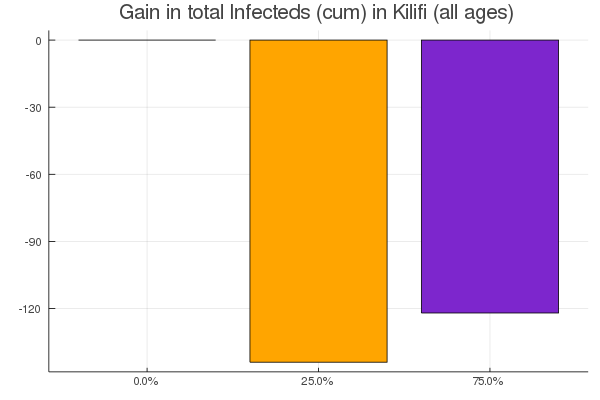 Gain in total Infecteds (cum) in Kilifi (all ages)
0
-30
-60
-90
-120
0.0% 25.0% 75.0%